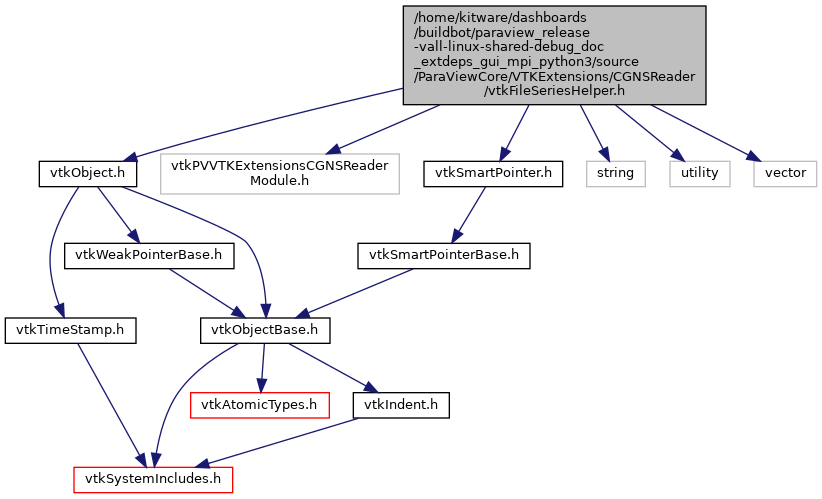 /home/kitware/dashboards
/buildbot/paraview_release
-vall-linux-shared-debug_doc
_extdeps_gui_mpi_python3/source
/ParaViewCore/VTKExtensions/CGNSReader
/vtkFileSeriesHelper.h
vtkObject.h
vtkPVVTKExtensionsCGNSReader
Module.h
vtkSmartPointer.h
string
utility
vector
vtkWeakPointerBase.h
vtkSmartPointerBase.h
vtkTimeStamp.h
vtkObjectBase.h
vtkAtomicTypes.h
vtkIndent.h
vtkSystemIncludes.h